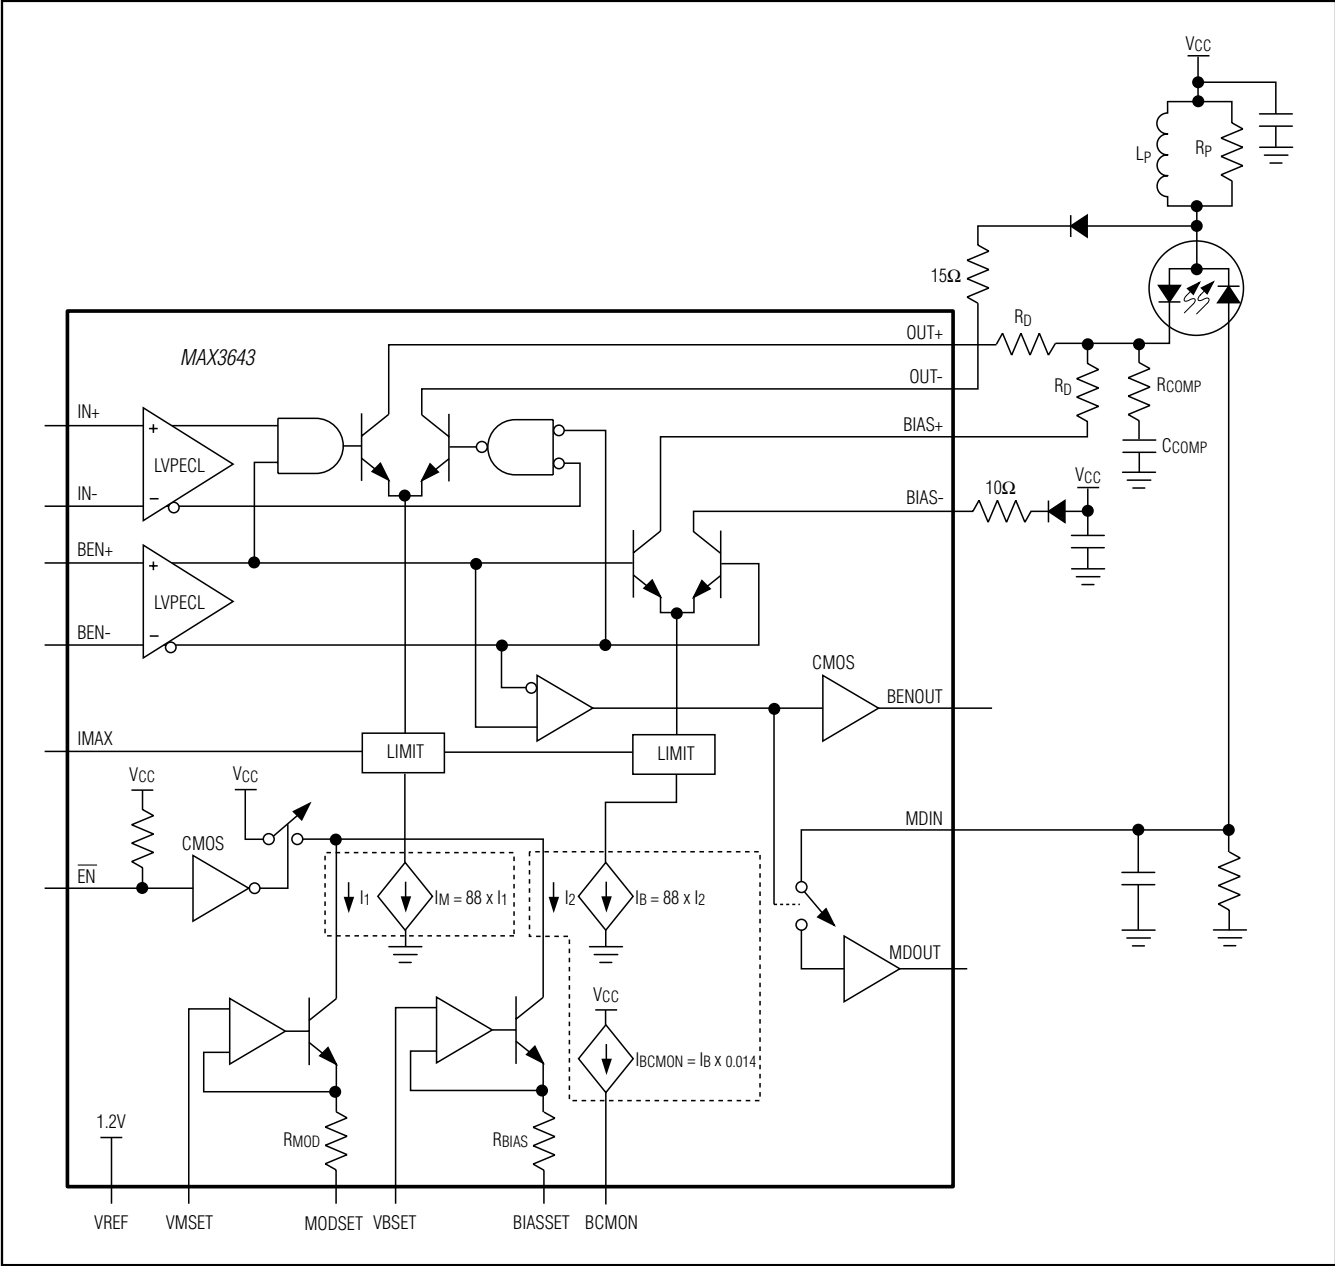 VCC
LP
RP
15Ω
RD
MAX3643
OUT+
OUT-
RD
RCOMP
IN+
+
LVPECL
BIAS+
CCOMP
IN-
−
BIAS-
10Ω
VCC
BEN+
+
LVPECL
BEN-
−
CMOS
BENOUT
IMAX
LIMIT
LIMIT
VCC
VCC
MDIN
CMOS
EN
I1
IM = 88 x I1
I2
IB = 88 x I2
MDOUT
VCC
IBCMON = IB x 0.014
1.2V
RMOD
RBIAS
VREF
VMSET
MODSET
VBSET
BIASSET
BCMON